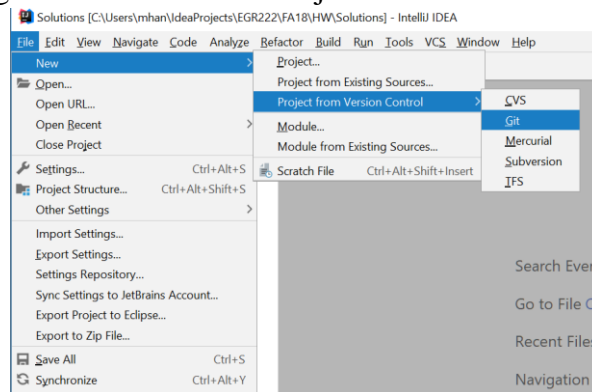 Solutions [C:\Users\mhan\IdeaProjects\EGR222\FA18\HW\Solutions] - IntelliJ IDEA
File Edit View Navigate Code Analyze Refactor Build Run Tools VCS Window Help
New
Open...
Open URL...
Open Recent
Close Project
Settings... Ctrl+Alt+S
Project Structure... Ctrl+Alt+Shift+S
Other Settings
Import Settings...
Export Settings...
Settings Repository...
Sync Settings to JetBrains Account...
Export Project to Eclipse...
Export to Zip File...
Save All Ctrl+S
Synchronize Ctrl+Alt+Y
Project...
Project from Existing Sources...
Project from Version Control
Module...
Module from Existing Sources...
Scratch File Ctrl+Alt+Shift+Insert
CVS
Git
Mercurial
Subversion
TFS
Search Ever
Go to File
Recent Files
Navigation